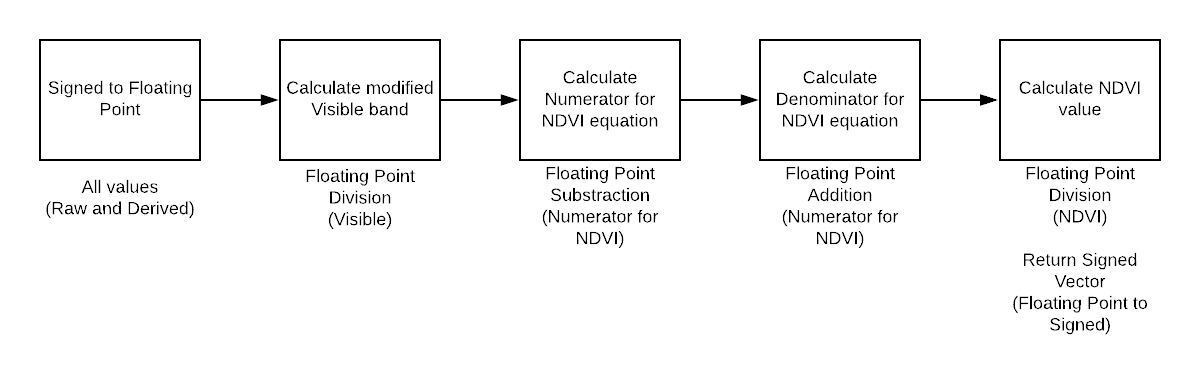 Signed to Floating
Point
All values
(Raw and Derived)
Calculate modified
Visible band
Floating Point
Division
(Visible)
Calculate
Numerator for
NDVI equation
Floating Point
Substraction
(Numerator for
NDVI)
Calculate
Denominator for
NDVI equation
Floating Point
Addition
(Numerator for
NDVI)
Calculate NDVI
value
Floating Point
Division
(NDVI)
Return Signed
Vector
(Floating Point to
Signed)